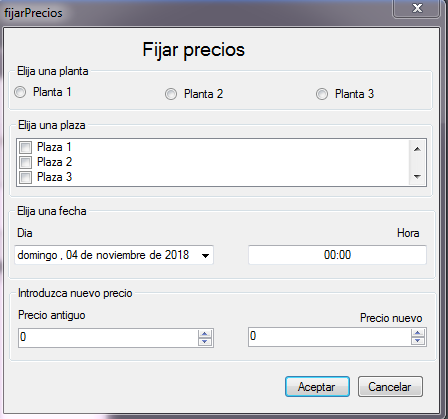 fijarPrecios
Fijar precios
Elija una planta
Planta 1 Planta 2 Planta 3
Elija una plaza
Plaza 1
Plaza 2
Plaza 3
Elija una fecha
Dia Hora
domingo , 04 de noviembre de 2018 00:00
Introduzca nuevo precio
Precio antiguo Precio nuevo
0 0
Aceptar Cancelar